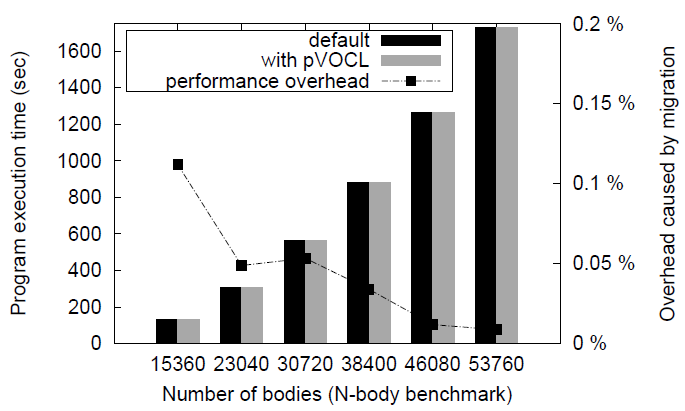 default
with pVOCL
performance overhead
Program execution time (sec)
1600
1400
1200
1000
800
600
400
200
0
0.2 %
0.15 %
0.1 %
0.05 %
0 %
Overhead caused by migration
15360 23040 30720 38400 46080 53760
Number of bodies (N-body benchmark)